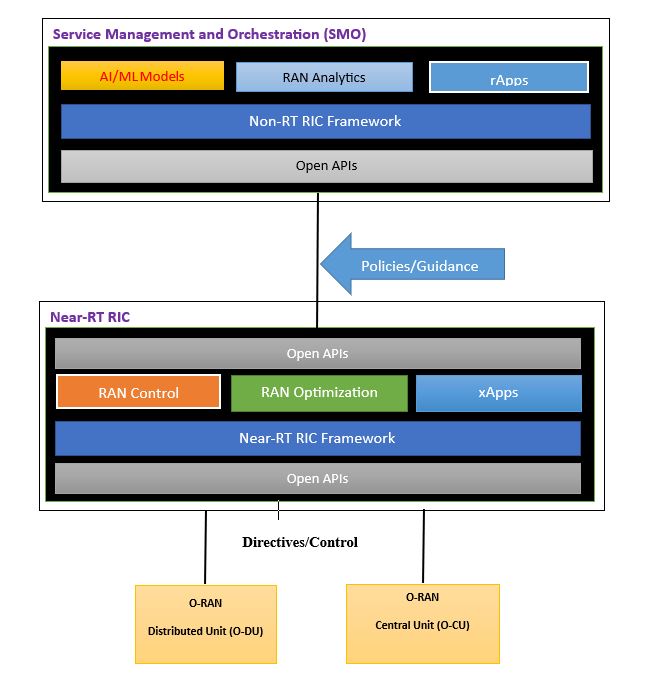 Service Management and Orchestration (SMO)
AI/ML Models
RAN Analytics
rApps
Non-RT RIC Framework
Open APIs
Policies/Guidance
Near-RT RIC
Open APIs
RAN Control
RAN Optimization
xApps
Near-RT RIC Framework
Open APIs
Directives/Control
O-RAN
Distributed Unit (O-DU)
O-RAN
Central Unit (O-CU)